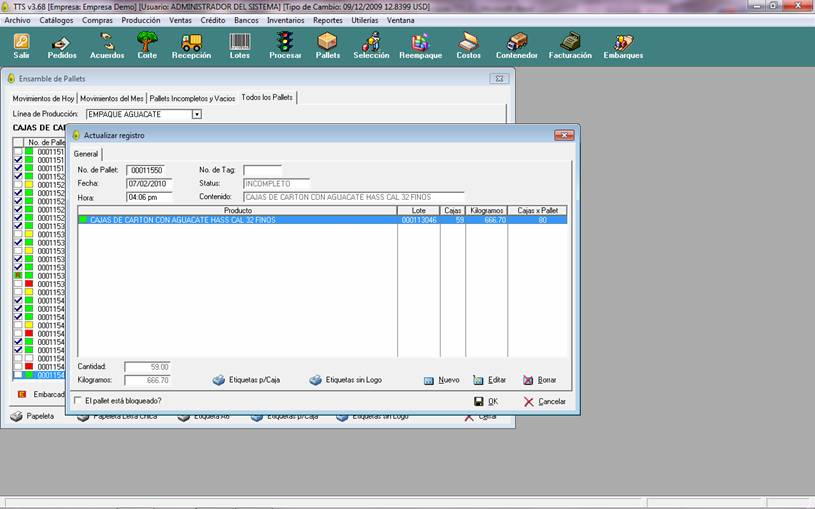 TTS v3.68 [Empresa: Empresa Demo] [Usuario: ADMINISTRADOR DEL SISTEMA] [Tipo de Cambio: 09/12/2009 12.8399 USD]
Archivo Catálogos Compras Producción Ventas Crédito Bancos Inventarios Reportes Utilerías Ventana
Salir Pedidos Acuerdos Corte Recepción Lotes Procesar Pallets Selección Reempaque Costos Contenedor Facturación Embarques
Ensamble de Pallets
Movimientos de Hoy Movimientos del Mes Pallets Incompletos y Vacios Todos los Pallets
Línea de Producción: EMPAQUE AGUACATE
CAJAS DE CAR
No. de Palle
Actualizar registro
General
No. de Pallet: 00011550 No. de Tag:
Fecha: 07/02/2010 Status: INCOMPLETO
Hora: 04:06 pm Contenido: CAJAS DE CARTON CON AGUACATE HASS CAL 32 FINOS
Producto Lote Cajas Kilogramos Cajas x Pallet
CAJAS DE CARTON CON AGUACATE HASS CAL 32 FINOS 000113046 59 666.70 80
0001151
0001151
0001151
0001151
0001152
0001152
0001152
0001152
0001152
0001153
0001153
0001153
0001153
0001153
0001153
0001153
0001153
0001153
0001154
0001154
0001154
0001154
0001154
0001154
0001154
0001154
0001154
0001154
Cantidad: 59.00
Kilogramos: 666.70 Etiquetas p/Caja Etiquetas sin Logo Nuevo Editar Borrar
El pallet está bloqueado? OK Cancelar
Embarcad
Papeleta Papeleta Letra Chica Etiqueta A6 Etiquetas p/Caja Etiquetas sin Logo Cerrar